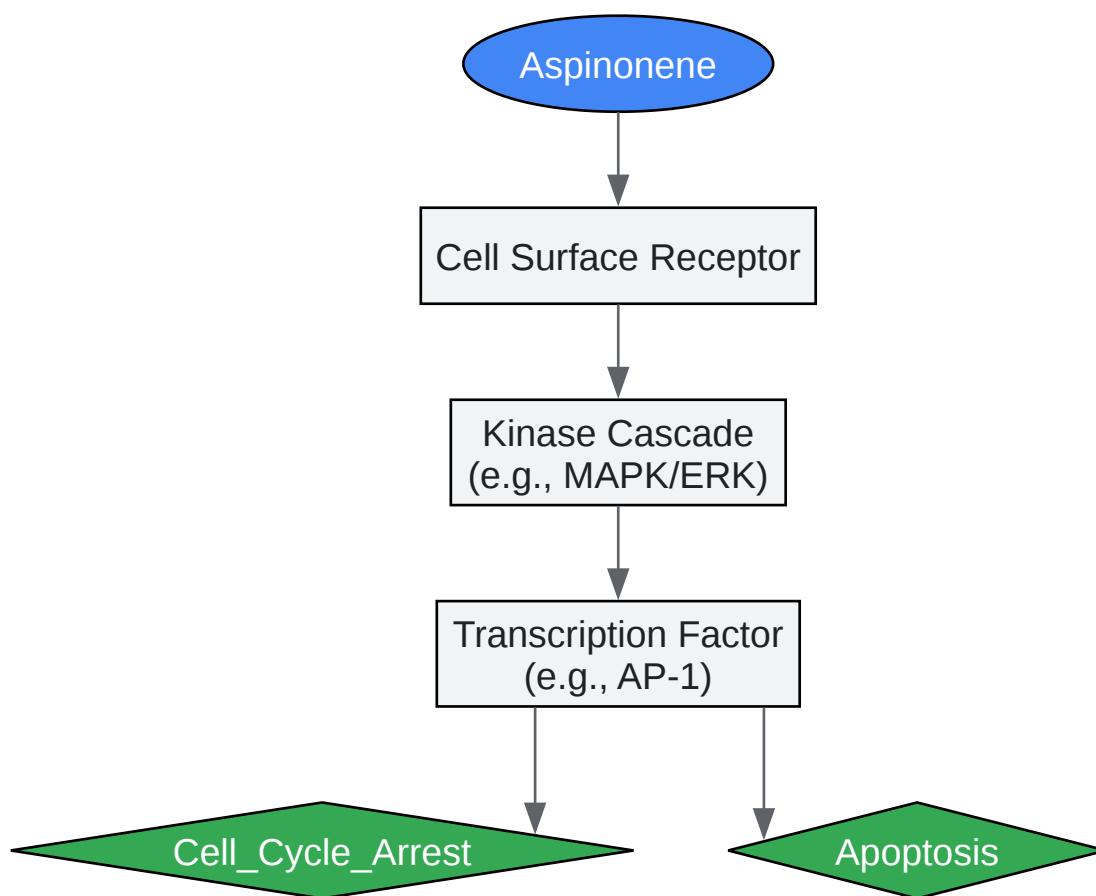 Aspinonene
Cell Surface Receptor
Kinase Cascade
(e.g., MAPK/ERK)
Transcription Factor
(e.g., AP-1)
Cell_Cycle_Arrest
Apoptosis